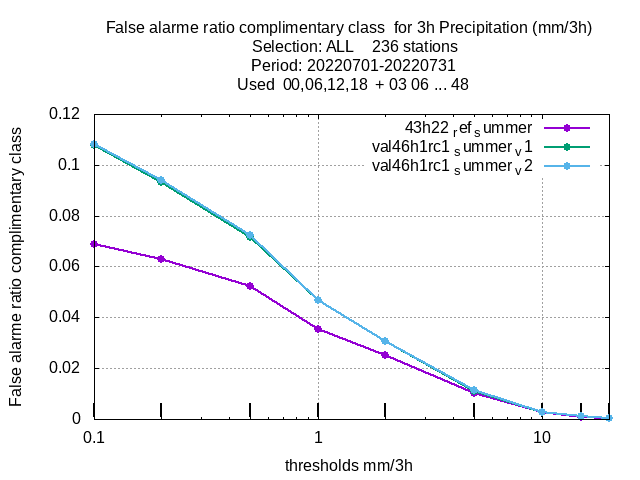 False alarme ratio complimentary class  for 3h Precipitation (mm/3h)
Selection: ALL    236 stations
Period: 20220701-20220731
Used  00,06,12,18  + 03 06 ... 48
0.12
0.1
0.08
0.06
0.04
0.02
0
False alarme ratio complimentary class
43h22 ref summer
val46h1rc1 summer v1
val46h1rc1 summer v2
0.1
1
10
thresholds mm/3h